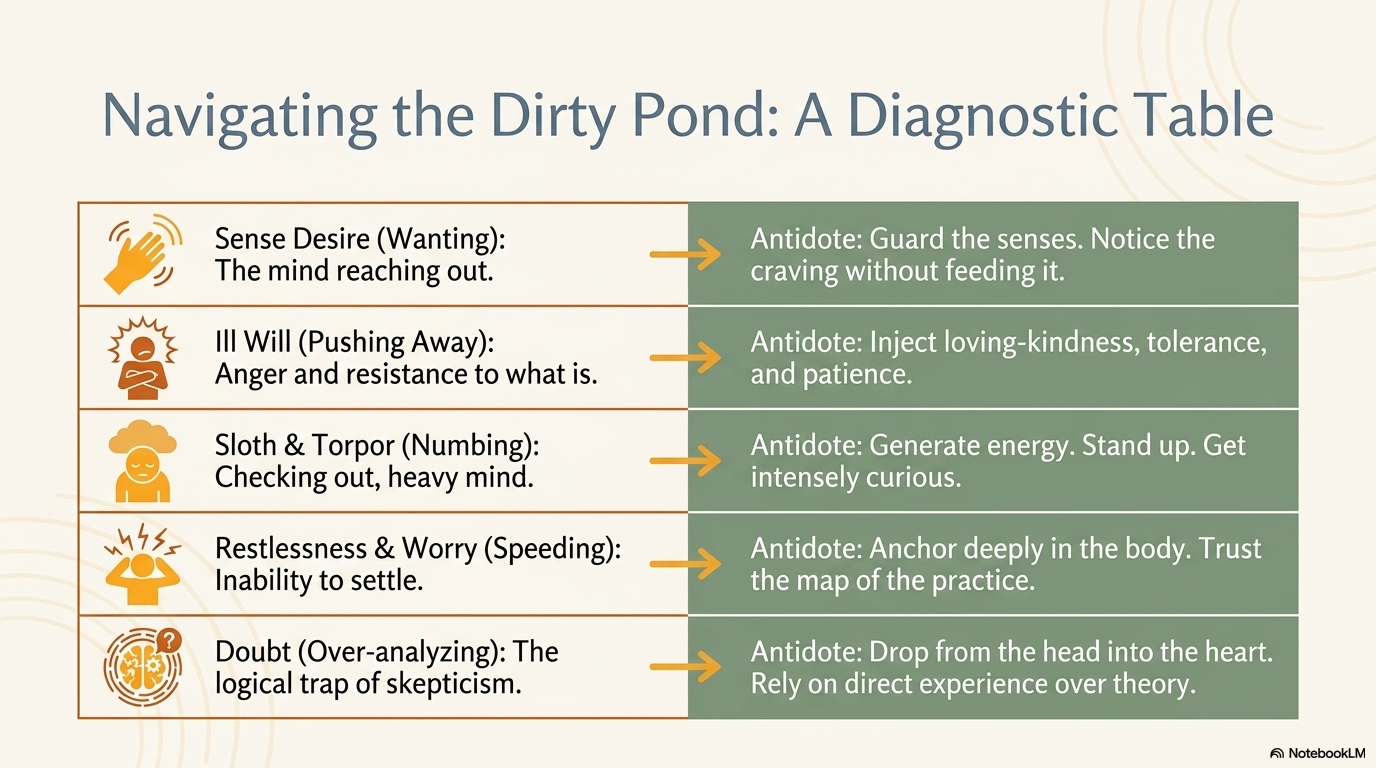 Navigating the Dirty Pond: A Diagnostic Table
Sense Desire (Wanting):
The mind reaching out.
Antidote: Guard the senses. Notice the
craving without feeding it.
Ill Will (Pushing Away):
Anger and resistance to what is.
Antidote: Inject loving-kindness, tolerance,
and patience.
Sloth & Torpor (Numbing):
Checking out, heavy mind.
Antidote: Generate energy. Stand up. Get
intensely curious.
Restlessness & Worry (Speeding):
Inability to settle.
Antidote: Anchor deeply in the body. Trust
the map of the practice.
?
Doubt (Over-analyzing): The
logical trap of skepticism.
Antidote: Drop from the head into the heart.
Rely on direct experience over theory.
NotebookLM